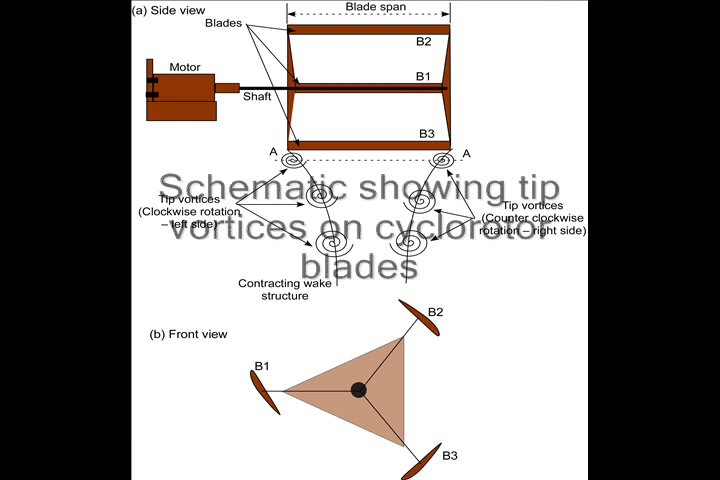 (a) Side view
Blade span
Blades
B2
Motor
B1
Shaft
B3
A
A
Schematic showing tip
vortices on cyclorotor
blades
Tip vortices
(Clockwise rotation
– left side)
Tip vortices
(Counter clockwise
rotation – right side)
Contracting wake
structure
(b) Front view
B2
B1
B3